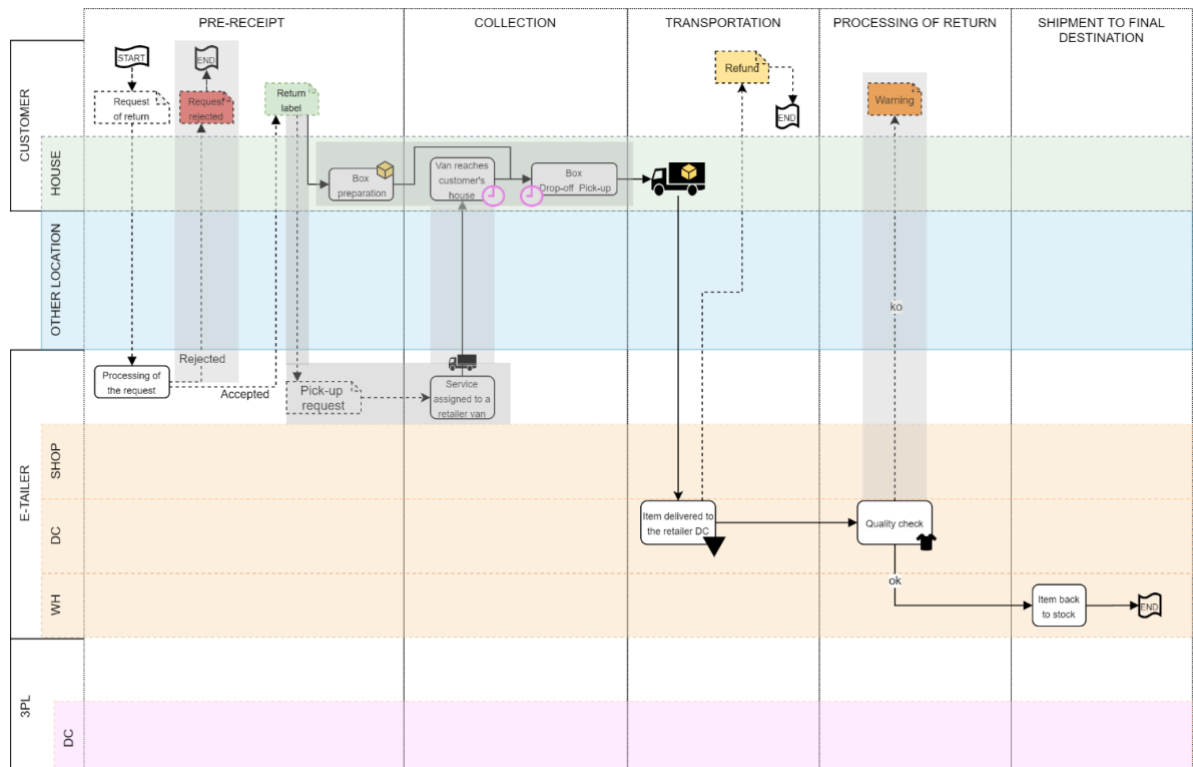 PRE-RECEIPT
COLLECTION
TRANSPORTATION
PROCESSING OF RETURN
SHIPMENT TO FINAL
DESTINATION
CUSTOMER
START
END
Request
of return
Request
rejected
Return
label
Refund
END
Warning
HOUSE
Box
preparation
Van reaches
customer's
house
Box
Drop-off Pick-up
OTHER LOCATION
ko
E-TAILER
Processing of
the request
Rejected
Accepted
Pick-up
request
Service
assigned to a
retailer van
SHOP
DC
Item delivered to
the retailer DC
Quality check
ok
WH
Item back
to stock
END
3PL
DC